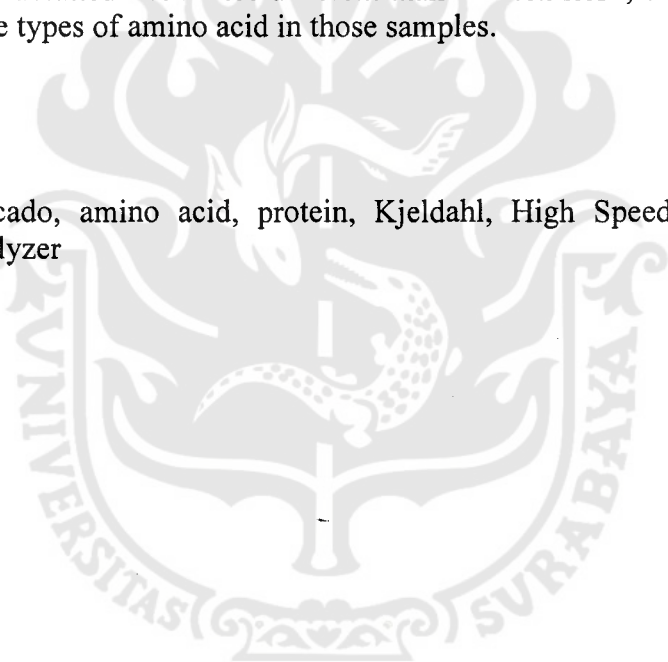 e types of amino acid in those samples.
cado, amino acid, protein, Kjeldahl, High Speed
lyzer
UNIVERSITAS SURABAYA